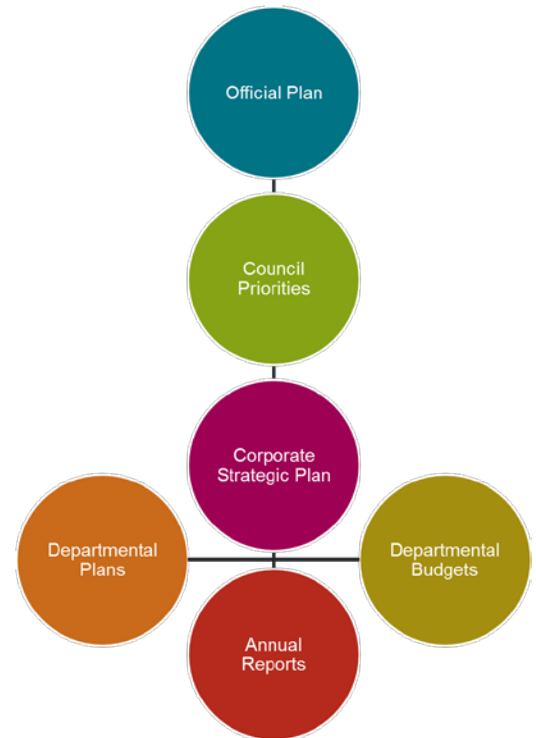 Official Plan
Council
Priorities
Corporate
Strategic Plan
Departmental
Plans
Departmental
Budgets
Annual
Reports